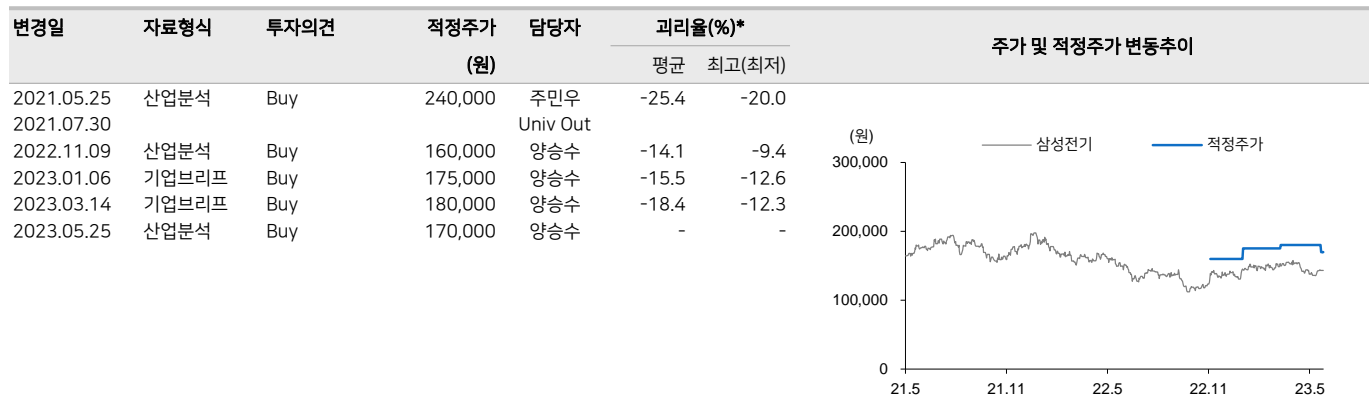 변경일 자료형식 투자의견 적정주가 담당자 괴리율(%)* 주가 및 적정주가 변동추이
(원) 평균 최고(최저)
2021.05.25 산업분석 Buy 240,000 주민우 -25.4 -20.0
2021.07.30 Univ Out
2022.11.09 산업분석 Buy 160,000 양승수 -14.1 -9.4
2023.01.06 기업브리프 Buy 175,000 양승수 -15.5 -12.6
2023.03.14 기업브리프 Buy 180,000 양승수 -18.4 -12.3
2023.05.25 산업분석 Buy 170,000 양승수 - -
(원) 삼성전기 적정주가
300,000
200,000
100,000
0
21.5 21.11 22.5 22.11 23.5